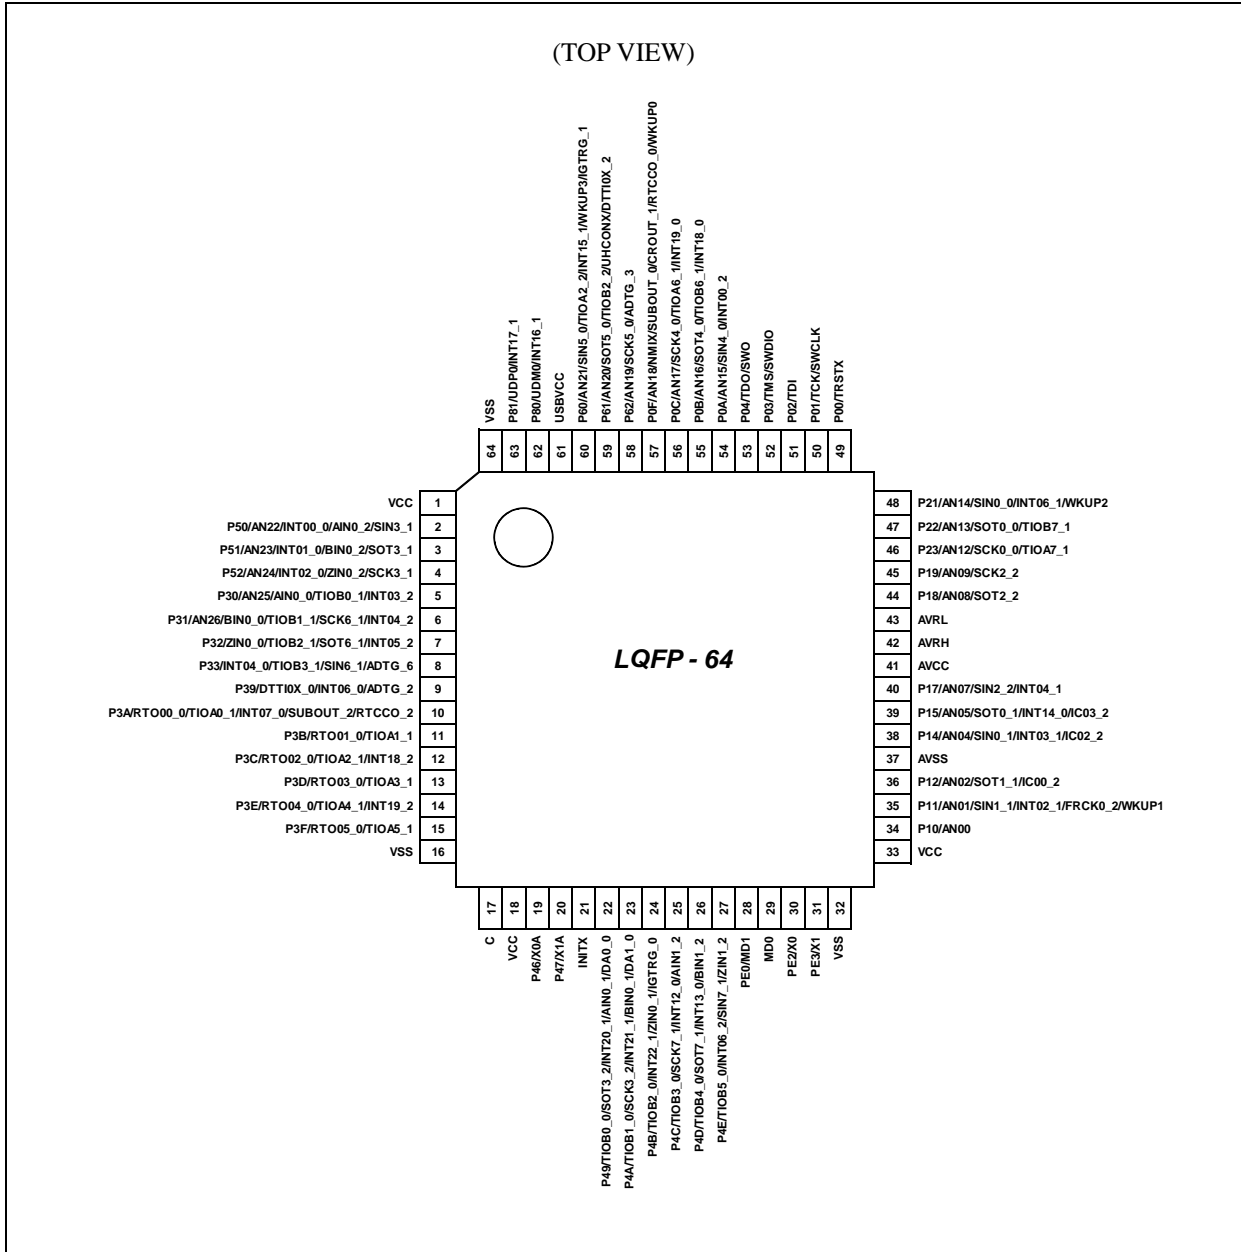 (TOP VIEW)
VSS
P81/UDP0/INT17_1
P80/UDM0/INT16_1
USBVCC
P60/AN21/SIN5_0/TIOA2_2/INT15_1/WKUP3/IGTRG_1
P61/AN20/SOT5_0/TIOB2_2/UHCONX/DTTI0X_2
P62/AN19/SCK5_0/ADTG_3
P0F/AN18/NMIX/SUBOUT_0/CROUT_1/RTCCO_0/WKUP0
P0C/AN17/SCK4_0/TIOA6_1/INT19_0
P0B/AN16/SOT4_0/TIOB6_1/INT18_0
P0A/AN15/SIN4_0/INT00_2
P04/TDO/SWO
P03/TMS/SWDIO
P02/TDI
P01/TCK/SWCLK
P00/TRSTX
64 63 62 61 60 59 58 57 56 55 54 53 52 51 50 49
VCC 1
P50/AN22/INT00_0/AIN0_2/SIN3_1 2
P51/AN23/INT01_0/BIN0_2/SOT3_1 3
P52/AN24/INT02_0/ZIN0_2/SCK3_1 4
P30/AN25/AIN0_0/TIOB0_1/INT03_2 5
P31/AN26/BIN0_0/TIOB1_1/SCK6_1/INT04_2 6
P32/ZIN0_0/TIOB2_1/SOT6_1/INT05_2 7
P33/INT04_0/TIOB3_1/SIN6_1/ADTG_6 8
P39/DTTI0X_0/INT06_0/ADTG_2 9
P3A/RTO00_0/TIOA0_1/INT07_0/SUBOUT_2/RTCCO_2 10
P3B/RTO01_0/TIOA1_1 11
P3C/RTO02_0/TIOA2_1/INT18_2 12
P3D/RTO03_0/TIOA3_1 13
P3E/RTO04_0/TIOA4_1/INT19_2 14
P3F/RTO05_0/TIOA5_1 15
VSS 16
LQFP - 64
48 P21/AN14/SIN0_0/INT06_1/WKUP2
47 P22/AN13/SOT0_0/TIOB7_1
46 P23/AN12/SCK0_0/TIOA7_1
45 P19/AN09/SCK2_2
44 P18/AN08/SOT2_2
43 AVRL
42 AVRH
41 AVCC
40 P17/AN07/SIN2_2/INT04_1
39 P15/AN05/SOT0_1/INT14_0/IC03_2
38 P14/AN04/SIN0_1/INT03_1/IC02_2
37 AVSS
36 P12/AN02/SOT1_1/IC00_2
35 P11/AN01/SIN1_1/INT02_1/FRCK0_2/WKUP1
34 P10/AN00
33 VCC
17 18 19 20 21 22 23 24 25 26 27 28 29 30 31 32
C
VCC
P46/X0A
P47/X1A
INITX
P49/TIOB0_0/SOT3_2/INT20_1/AIN0_1/DA0_0
P4A/TIOB1_0/SCK3_2/INT21_1/BIN0_1/DA1_0
P4B/TIOB2_0/INT22_1/ZIN0_1/IGTRG_0
P4C/TIOB3_0/SCK7_1/INT12_0/AIN1_2
P4D/TIOB4_0/SOT7_1/INT13_0/BIN1_2
P4E/TIOB5_0/INT06_2/SIN7_1/ZIN1_2
PE0/MD1
MD0
PE2/X0
PE3/X1
VSS